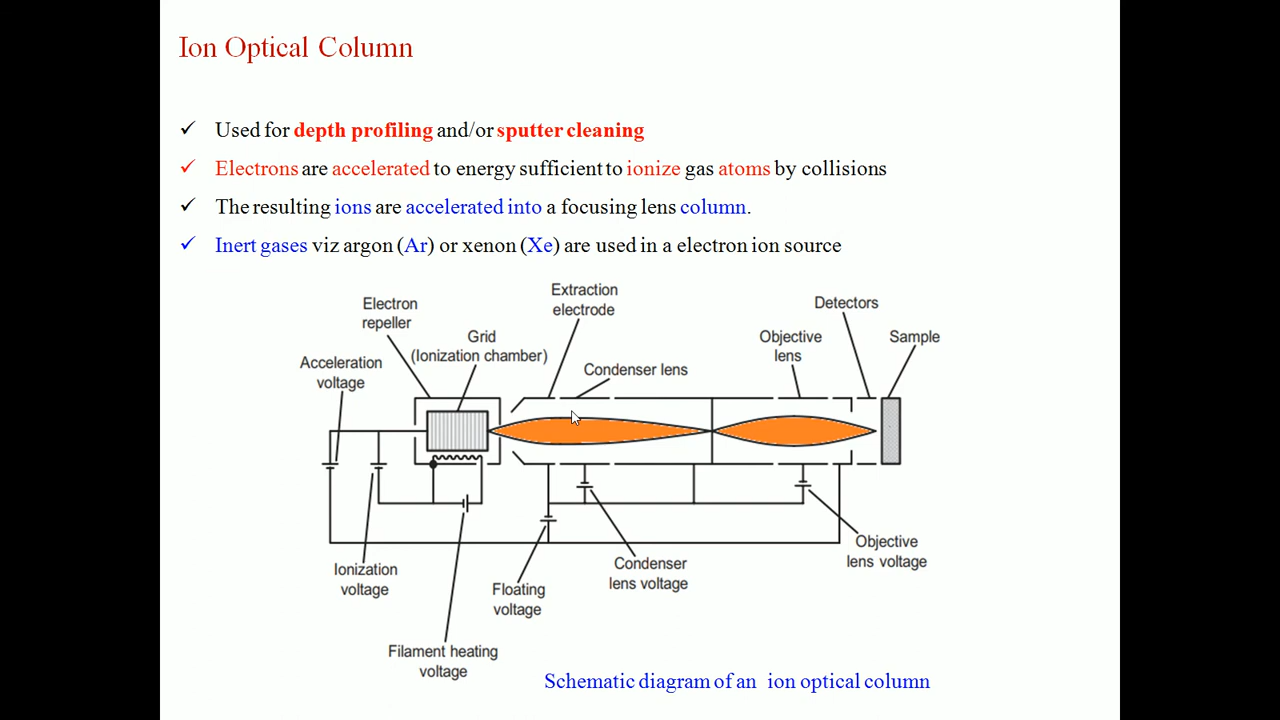 Ion Optical Column
✓ Used for depth profiling and/or sputter cleaning
✓ Electrons are accelerated to energy sufficient to ionize gas atoms by collisions
✓ The resulting ions are accelerated into a focusing lens column.
✓ Inert gases viz argon (Ar) or xenon (Xe) are used in a electron ion source
Extraction
electrode
Electron
repeller
Detectors
Grid
(Ionization chamber)
Objective
lens
Sample
Acceleration
voltage
Condenser lens
Ionization
voltage
Floating
voltage
Condenser
lens voltage
Objective
lens voltage
Filament heating
voltage
Schematic diagram of an ion optical column